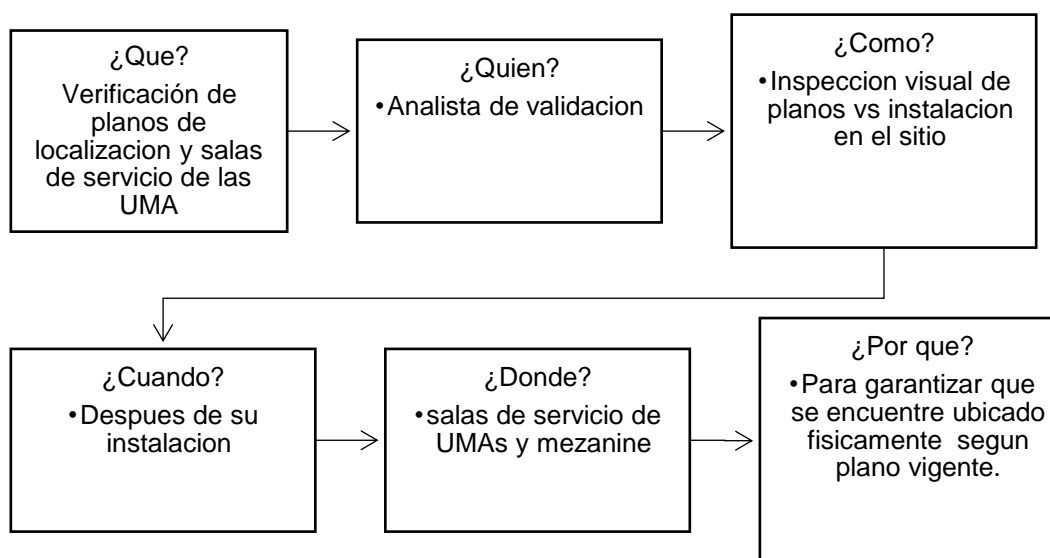 ¿Que?
Verificación de
planos de
localizacion y salas
de servicio de las
UMA
¿Quien?
•Analista de validacion
¿Como?
•Inspeccion visual de
planos vs instalacion
en el sitio
¿Cuando?
•Despues de su
instalacion
¿Donde?
•salas de servicio de
UMAs y mezanine
¿Por que?
•Para garantizar que
se encuentre ubicado
fisicamente segun
plano vigente.